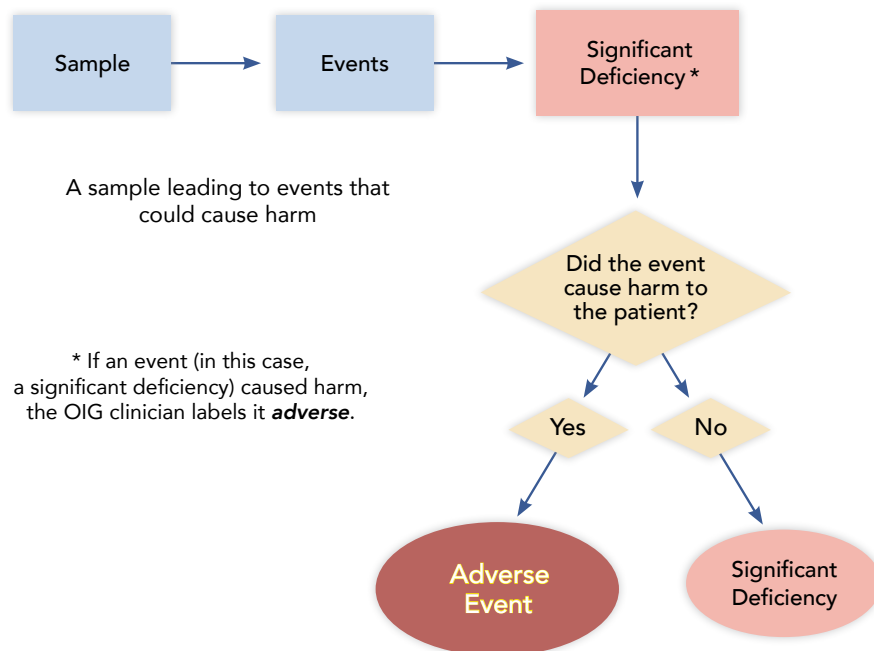 Sample
Events
Significant
Deficiency *
A sample leading to events that
could cause harm
Did the event
cause harm to
the patient?
* If an event (in this case,
a significant deficiency) caused harm,
the OIG clinician labels it adverse.
Yes
No
Adverse
Event
Significant
Deficiency